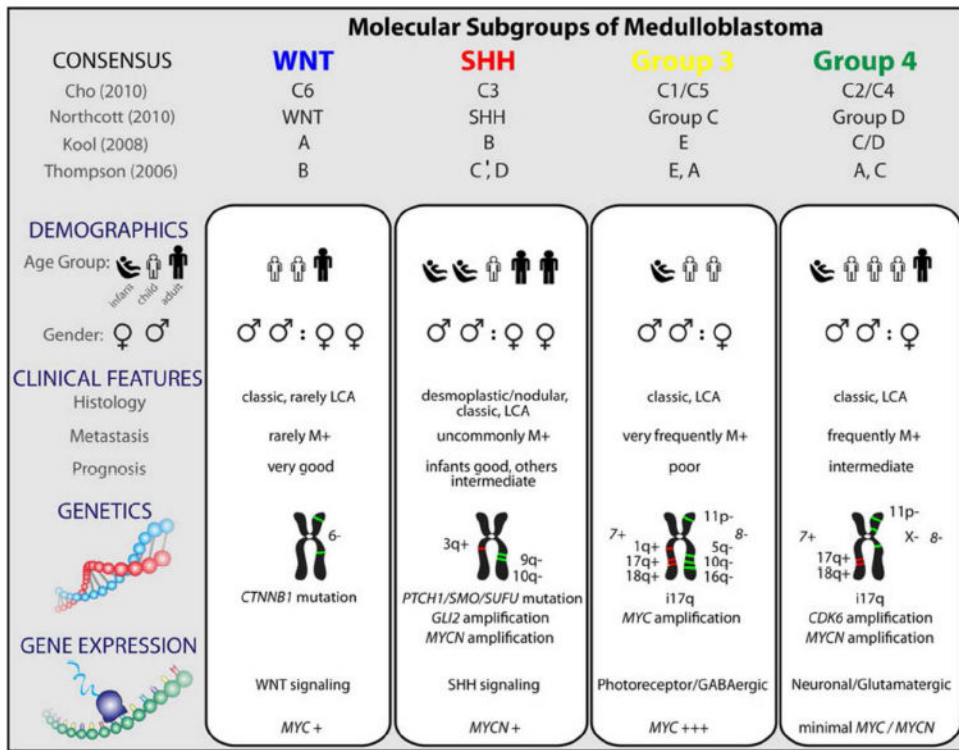 Molecular Subgroups of Medulloblastoma
CONSENSUS WNT SHH Group 3 Group 4
Cho (2010) C6 C3 C1/C5 C2/C4
Northcott (2010) WNT SHH Group C Group D
Kool (2008) A B E C/D
Thompson (2006) B C', D E, A A, C
DEMOGRAPHICS
Age Group:
infant child adult
Gender: ♀ ♂ ♂♂:♀♀ ♂♂:♀♀ ♂♂:♀ ♂♂:♀
CLINICAL FEATURES
Histology classic, rarely LCA desmoplastic/nodular, classic, LCA classic, LCA
classic, LCA
Metastasis rarely M+ uncommonly M+ very frequently M+ frequently M+
Prognosis very good infants good, others poor intermediate
intermediate
GENETICS
6-
3q+
9q-
10q-
7+ 11p- 8-
1q+ 5q-
17q+ 10q-
18q+ 16q-
7+ 11p-
X- 8-
17q+
18q+
CTNNB1 mutation PTCH1/SMO/SUFU mutation i17q i17q
GLI2 amplification MYC amplification CDK6 amplification
MYCN amplification MYCN amplification
GENE EXPRESSION
WNT signaling SHH signaling Photoreceptor/GABAergic Neuronal/Glutamatergic
MYC + MYCN + MYC +++ minimal MYC / MYCN